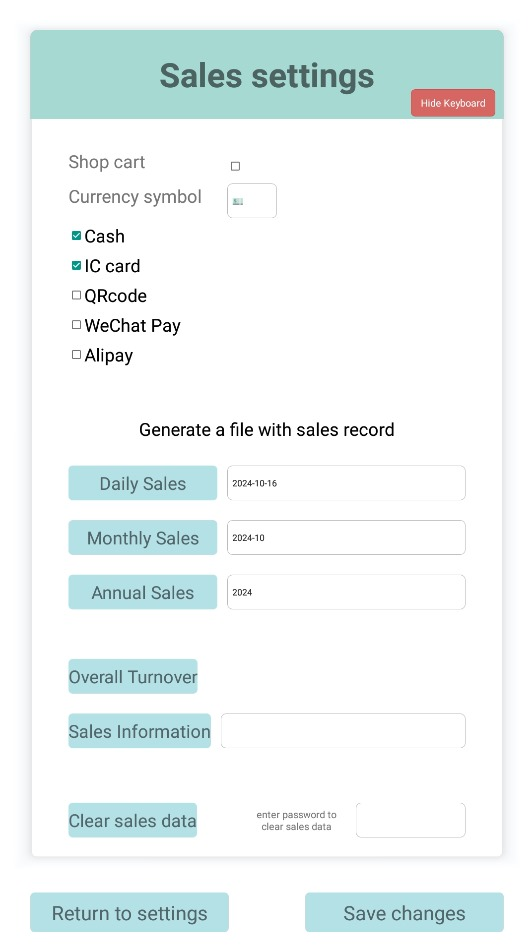 Sales settings
Hide Keyboard
Shop cart
Currency symbol
Cash
IC card
QRcode
WeChat Pay
Alipay
Generate a file with sales record
Daily Sales
2024-10-16
Monthly Sales
2024-10
Annual Sales
2024
Overall Turnover
Sales Information
Clear sales data
enter password to
clear sales data
Return to settings
Save changes